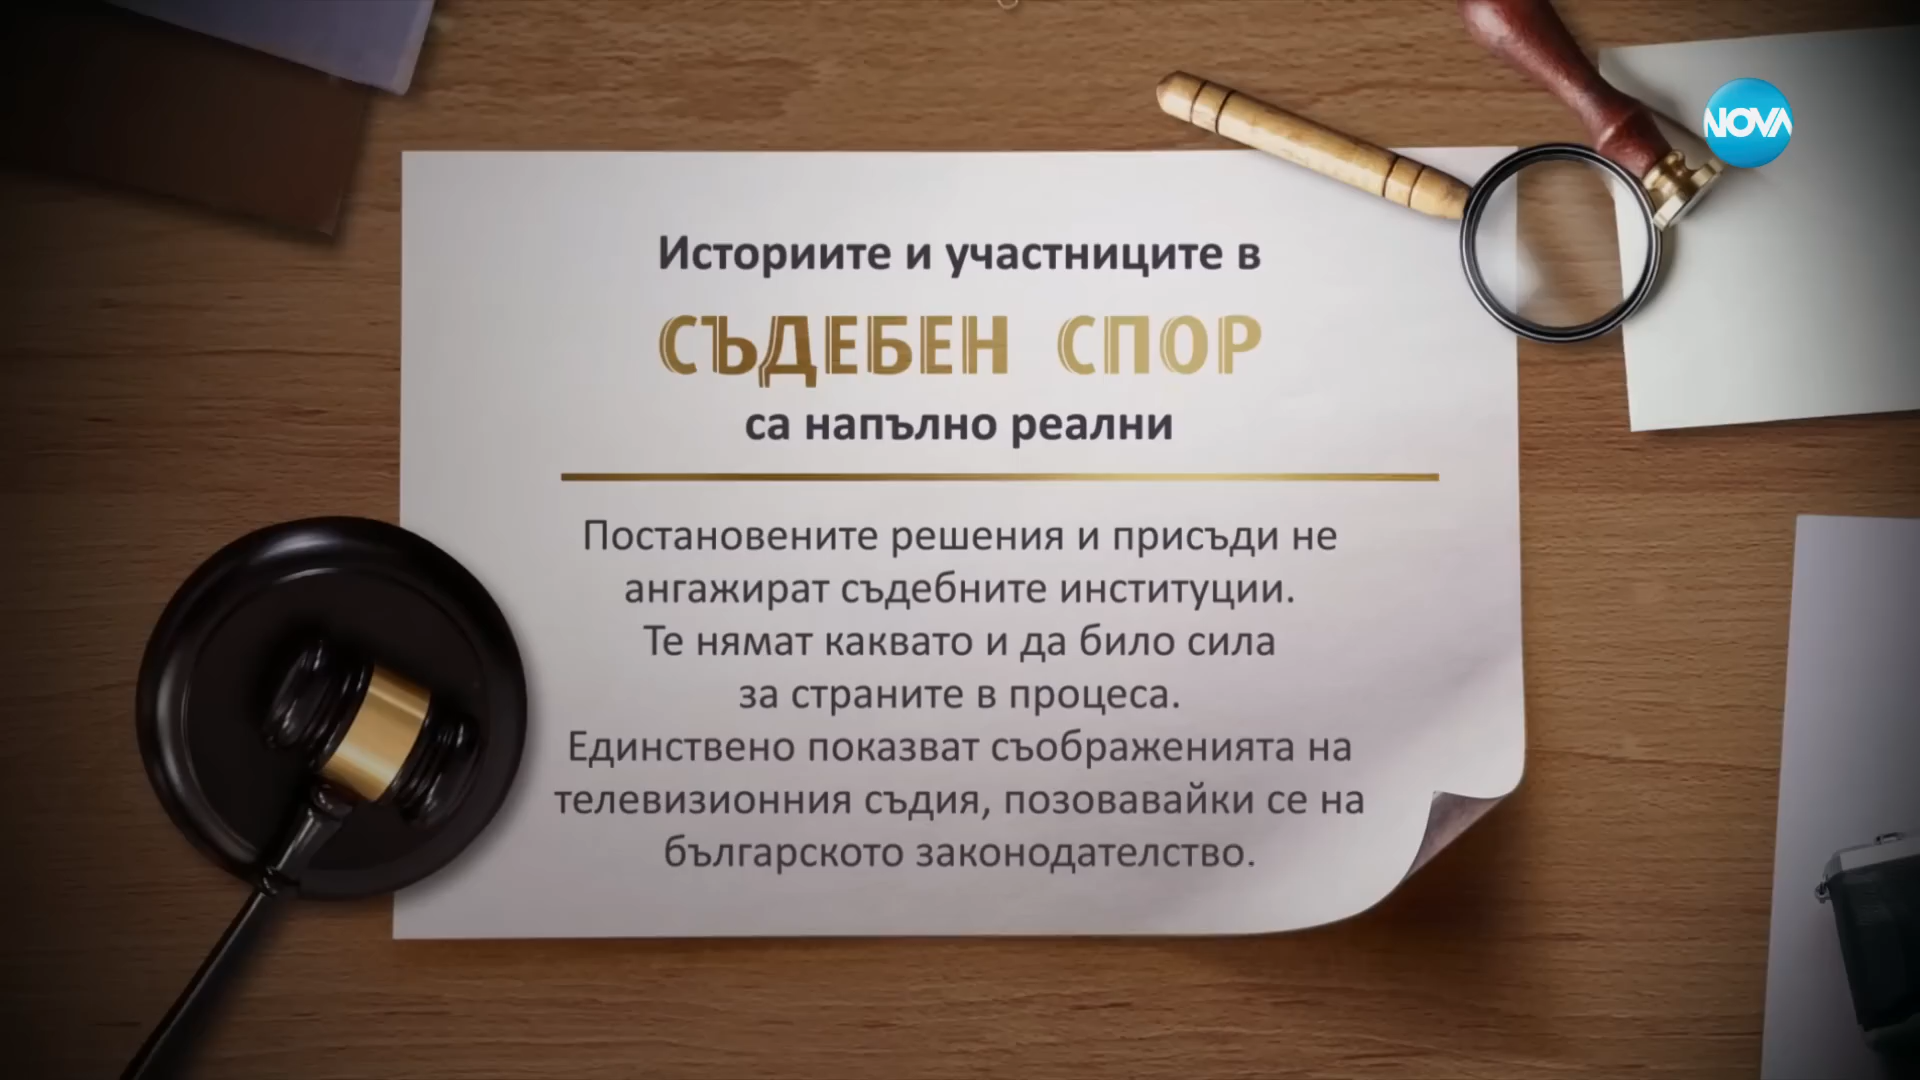 NOVA
Историите и участниците в
СЪДЕБЕН СПОР
са напълно реални
Постановените решения и присъди не
ангажират съдебните институции.
Те нямат каквато и да било сила
за страните в процеса.
Единствено показват съображенията на
телевизионния съдия, позовавайки се на
българското законодателство.